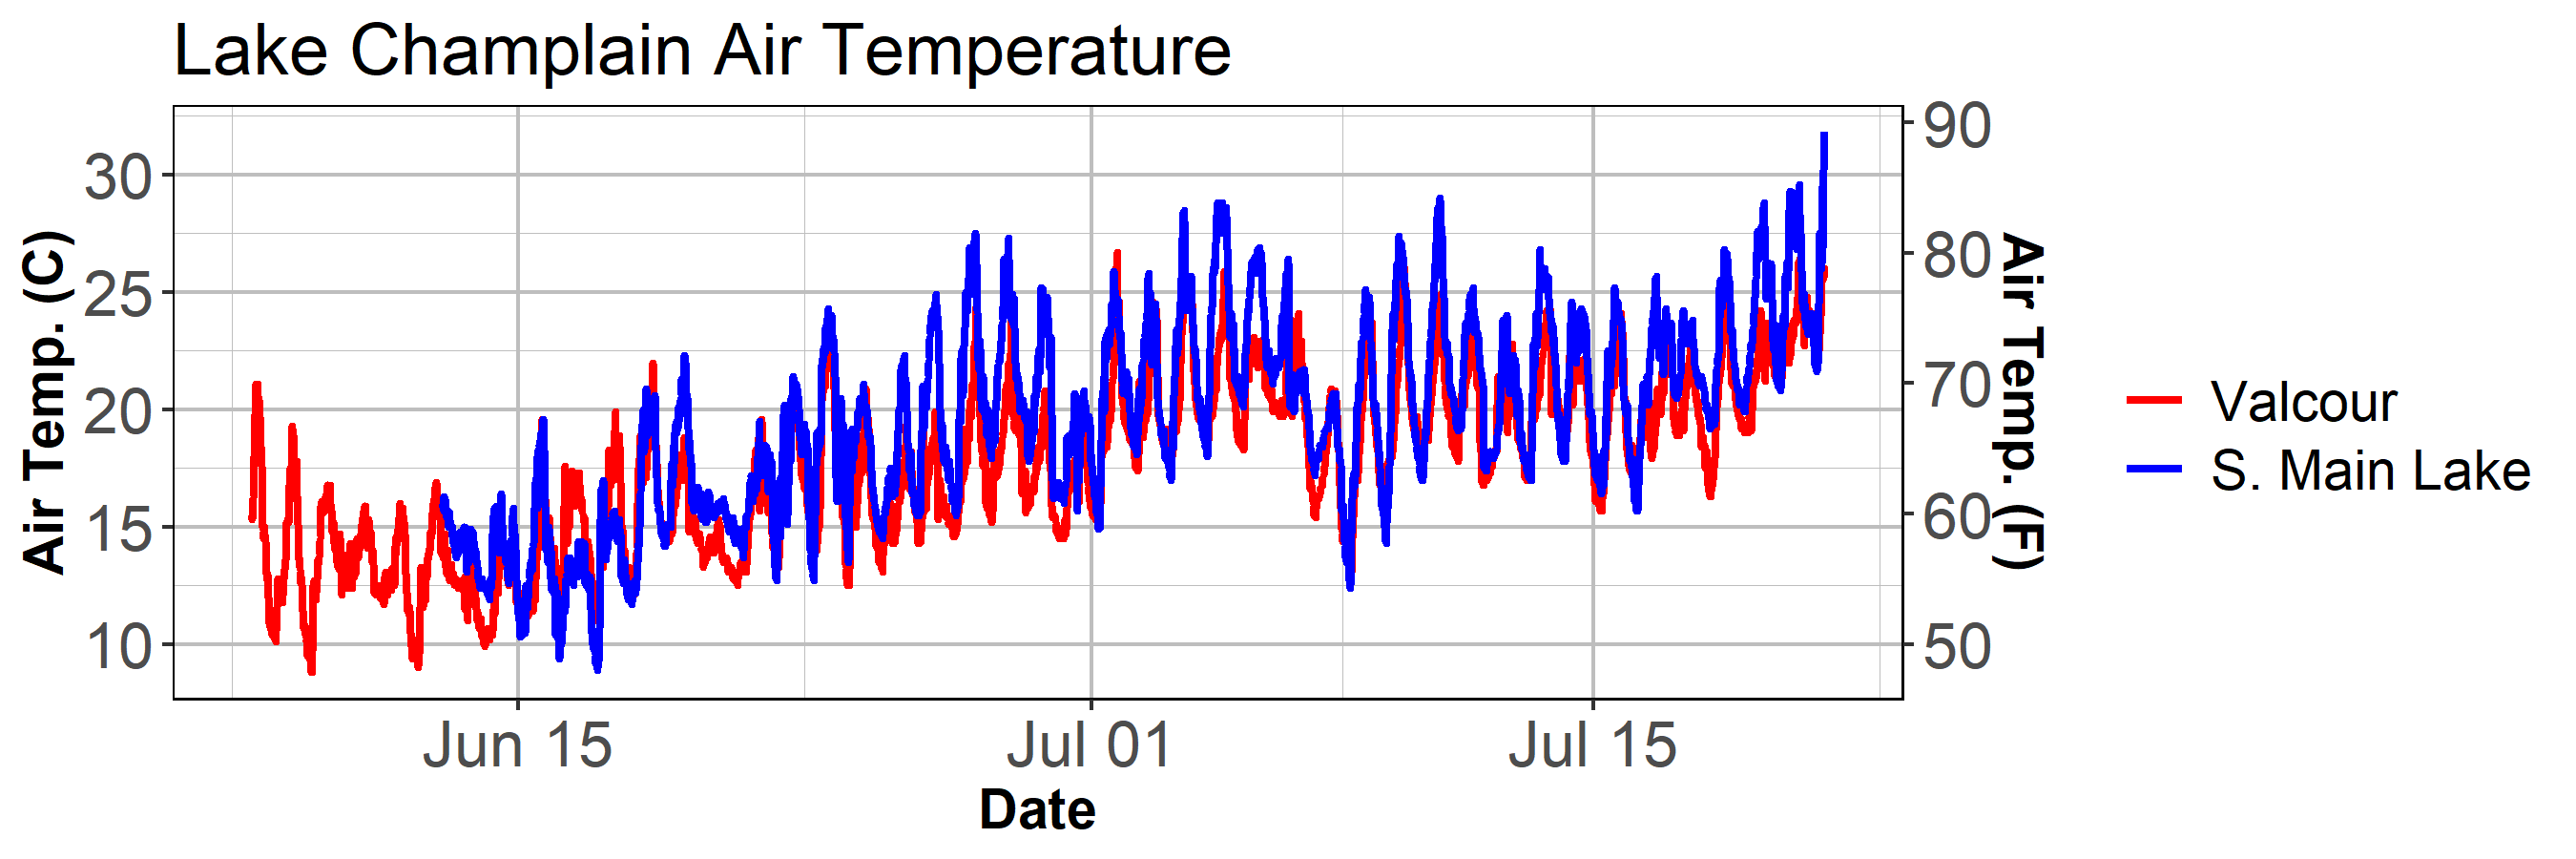 Lake Champlain Air Temperature
Air Temp. (C)
30
25
20
15
10
90
80
70
60
50
Air Temp. (F)
Jun 15
Jul 01
Jul 15
Date
Valcour
S. Main Lake